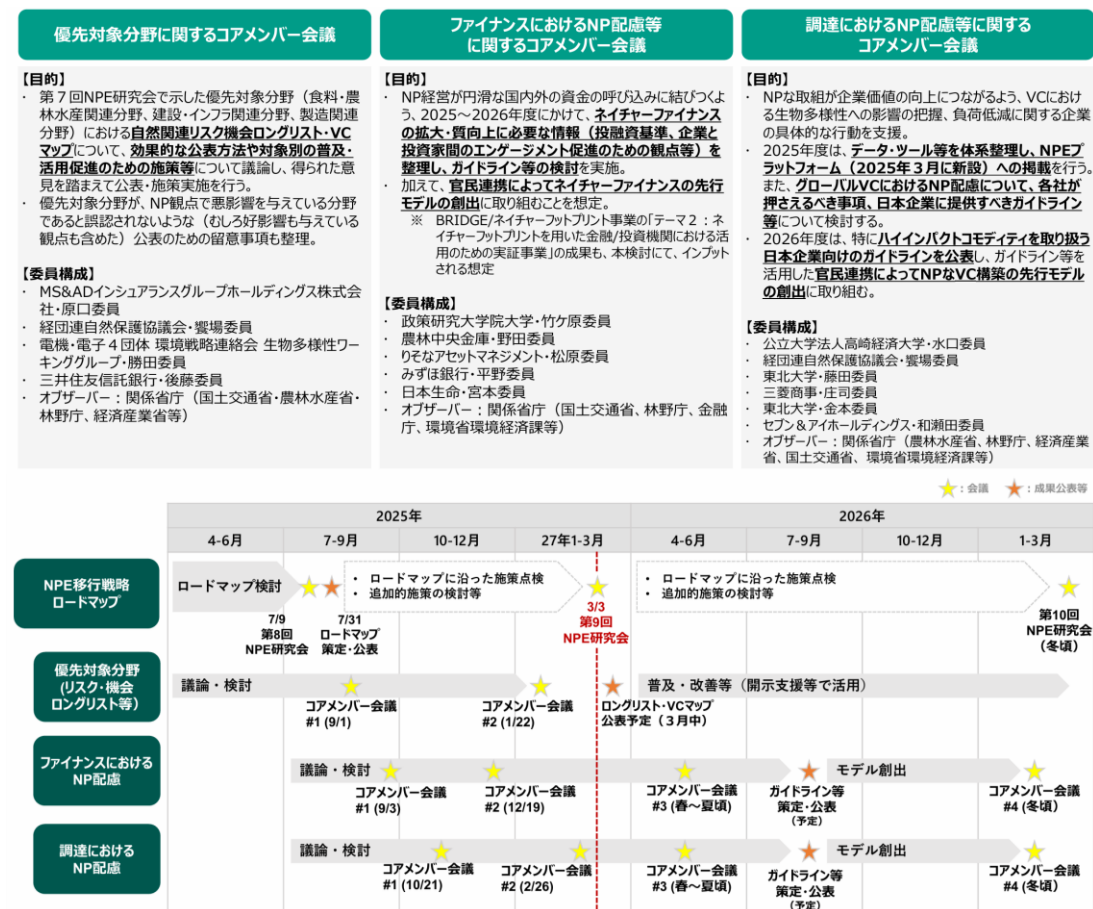 優先対象分野に関するコアメンバー会議
【目的】
・ 第７回NPE研究会で示した優先対象分野（食料・農
林水産関連分野、建設・インフラ関連分野、製造関連
分野）における自然関連リスク機会ロングリスト・VC
マップについて、効果的な公表方法や対象別の普及・
活用促進のための施策等について議論し、得られた意
見を踏まえて公表・施策実施を行う。
・ 優先対象分野が、NP観点で悪影響を与えている分野
であると誤認されないような（むしろ好影響も与えている
観点も含めた）公表のための留意事項も整理。
【委員構成】
・ MS&ADインシュアランスグループホールディングス株式会
社・原口委員
・ 経団連自然保護協議会・饗場委員
・ 電機・電子４団体 環境戦略連絡会 生物多様性ワー
キンググループ・勝田委員
・ 三井住友信託銀行・後藤委員
・ オブザーバー：関係省庁（国土交通省・農林水産省・
林野庁、経済産業省等）
ファイナンスにおけるNP配慮等
に関するコアメンバー会議
【目的】
・ NP経営が円滑な国内外の資金の呼び込みに結びつくよ
う、2025～2026年度にかけて、ネイチャーファイナンス
の拡大・質向上に必要な情報（投融資基準、企業と
投資家間のエンゲージメント促進のための観点等）を
整理し、ガイドライン等の検討を実施。
・ 加えて、官民連携によってネイチャーファイナンスの先行
モデルの創出に取り組むことを想定。
※ BRIDGE/ネイチャーフットプリント事業の「テーマ２：ネ
イチャーフットプリントを用いた金融/投資機関における活
用のための実証事業」の成果も、本検討にて、インプット
される想定
【委員構成】
・ 政策研究大学院大学・竹ケ原委員
・ 農林中央金庫・野田委員
・ りそなアセットマネジメント・松原委員
・ みずほ銀行・平野委員
・ 日本生命・宮本委員
・ オブザーバー：関係省庁（国土交通省、林野庁、金融
庁、環境省環境経済課等）
調達におけるNP配慮等に関する
コアメンバー会議
【目的】
・ NPな取組が企業価値の向上につながるよう、VCにおけ
る生物多様性への影響の把握、負荷低減に関する企業
の具体的な行動を支援。
・ 2025年度は、データ・ツール等を体系整理し、NPEプ
ラットフォーム（2025年３月に新設）への掲載を行う。
また、グローバルVCにおけるNP配慮について、各社が
押さえるべき事項、日本企業に提供すべきガイドライン
等について検討する。
・ 2026年度は、特にハイインパクトコモディティを取り扱う
日本企業向けのガイドラインを公表し、ガイドライン等を
活用した官民連携によってNPなVC構築の先行モデル
の創出に取り組む。
【委員構成】
・ 公立大学法人高崎経済大学・水口委員
・ 経団連自然保護協議会・饗場委員
・ 東北大学・藤田委員
・ 三菱商事・庄司委員
・ 東北大学・金本委員
・ セブン＆アイホールディングス・和瀬田委員
・ オブザーバー：関係省庁（農林水産省、林野庁、経済産業
省、国土交通省、環境省環境経済課等）
：会議 ：成果公表等
2025年 2026年
4-6月 7-9月 10-12月 27年1-3月 4-6月 7-9月 10-12月 1-3月
NPE移行戦略
ロードマップ
ロードマップ検討
・ ロードマップに沿った施策点検
・ 追加的施策の検討等
・ ロードマップに沿った施策点検
・ 追加的施策の検討等
7/9
第8回
NPE研究会
7/31
ロードマップ
策定・公表
3/3
第9回
NPE研究会
第10回
NPE研究会
（冬頃）
優先対象分野
(リスク・機会
ロングリスト等）
議論・検討
普及・改善等（開示支援等で活用）
コアメンバー会議
#1 (9/1)
コアメンバー会議
#2 (1/22)
ロングリスト・VCマップ
公表予定（３月中）
ファイナンスにおける
NP配慮
議論・検討
モデル創出
コアメンバー会議
#1 (9/3)
コアメンバー会議
#2 (12/19)
コアメンバー会議
#3 (春～夏頃)
ガイドライン等
策定・公表
（予定）
コアメンバー会議
#4 (冬頃）
調達における
NP配慮
議論・検討
モデル創出
コアメンバー会議
#1 (10/21)
コアメンバー会議
#2 (2/26)
コアメンバー会議
#3 (春～夏頃)
ガイドライン等
策定・公表
（予定）
コアメンバー会議
#4 (冬頃）